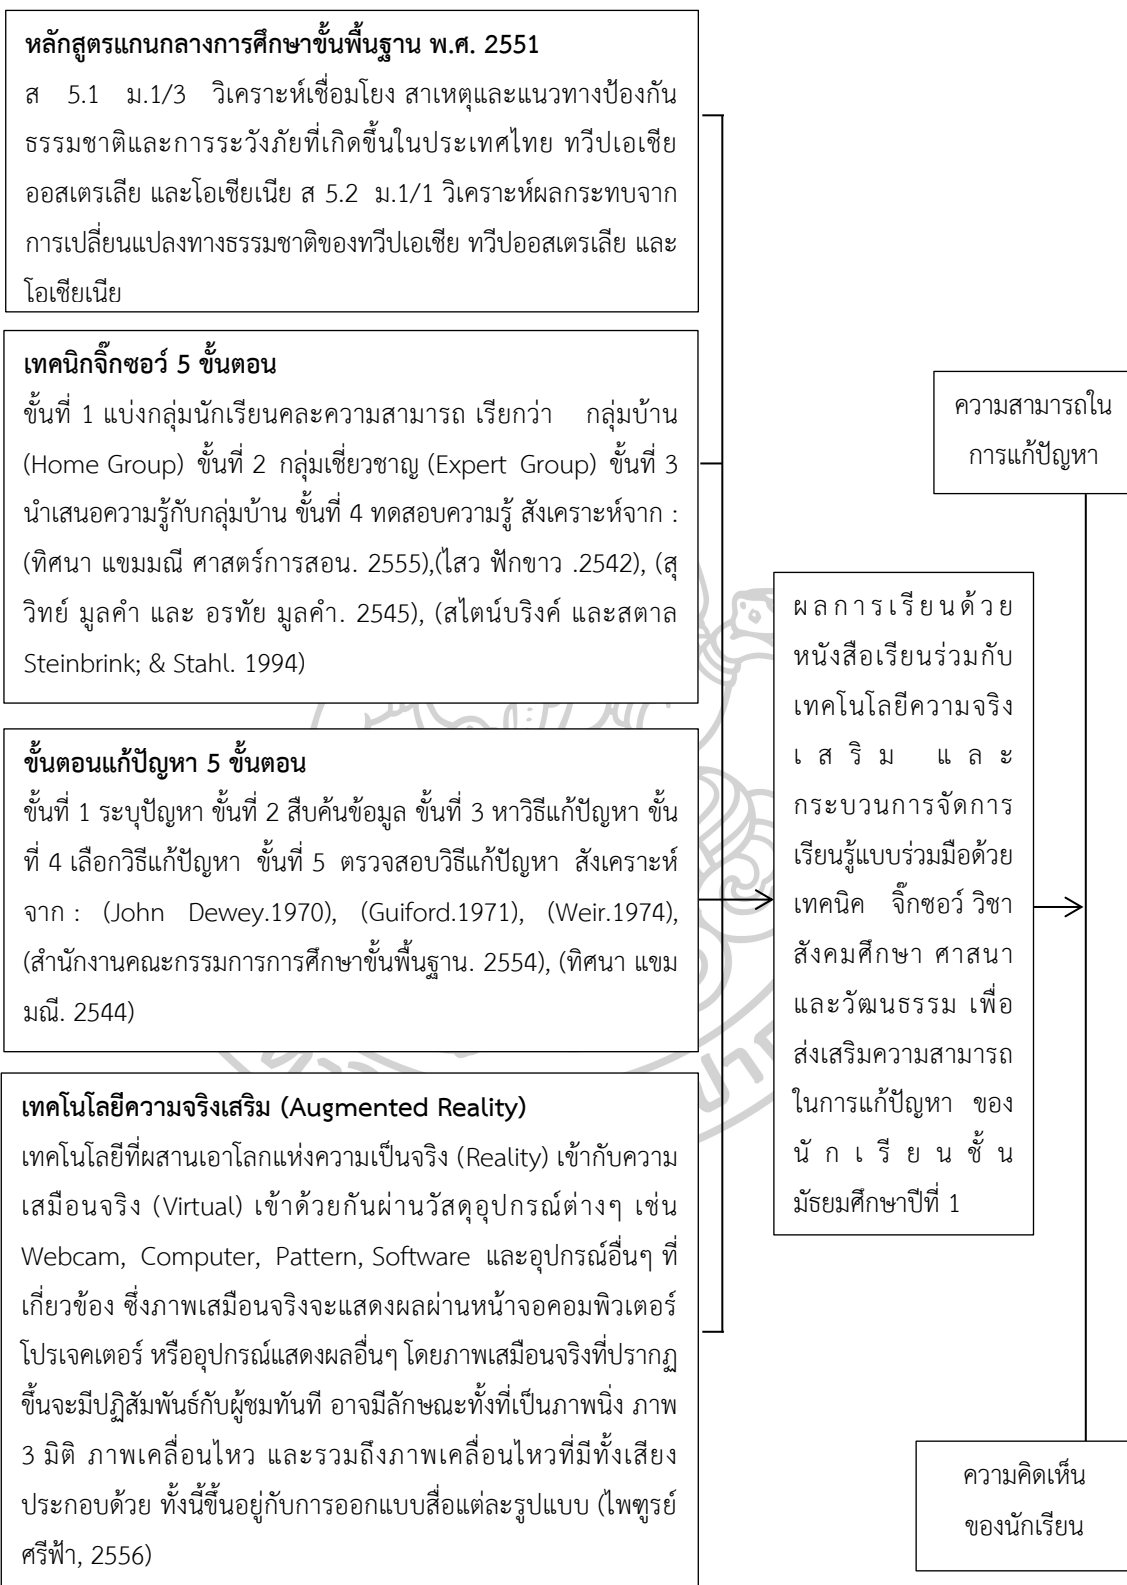 หลักสูตรแกนกลางการศึกษาขั้นพื้นฐาน พ.ศ. 2551
ส 5.1 ม.1/3 วิเคราะห์เชื่อมโยง สาเหตุและแนวทางป้องกัน
ธรรมชาติและการระวังภัยที่เกิดขึ้นในประเทศไทย ทวีปเอเชีย
ออสเตรเลีย และโอเชียเนีย ส 5.2 ม.1/1 วิเคราะห์ผลกระทบจาก
การเปลี่ยนแปลงทางธรรมชาติของทวีปเอเชีย ทวีปออสเตรเลีย และ
โอเชียเนีย
เทคนิกจิ๊กซอว์ 5 ขั้นตอน
ขั้นที่ 1 แบ่งกลุ่มนักเรียนคละความสามารถ เรียกว่า กลุ่มบ้าน
(Home Group) ขั้นที่ 2 กลุ่มเชี่ยวชาญ (Expert Group) ขั้นที่ 3
นำเสนอความรู้กับกลุ่มบ้าน ขั้นที่ 4 ทดสอบความรู้ สังเคราะห์จาก :
(ทิศนา แขมมณี ศาสตร์การสอน. 2555),(ไสว ฟักขาว .2542), (สุ
วิทย์ มูลคำ และ อรทัย มูลคำ. 2545), (สไตน์บริงค์ และสตาล
Steinbrink; & Stahl. 1994)
ขั้นตอนแก้ปัญหา 5 ขั้นตอน
ขั้นที่ 1 ระบุปัญหา ขั้นที่ 2 สืบค้นข้อมูล ขั้นที่ 3 หาวิธีแก้ปัญหา ขั้น
ที่ 4 เลือกวิธีแก้ปัญหา ขั้นที่ 5 ตรวจสอบวิธีแก้ปัญหา สังเคราะห์
จาก : (John Dewey.1970), (Guiford.1971), (Weir.1974),
(สำนักงานคณะกรรมการการศึกษาขั้นพื้นฐาน. 2554), (ทิศนา แขม
มณี. 2544)
เทคโนโลยีความจริงเสริม (Augmented Reality)
เทคโนโลยีที่ผสานเอาโลกแห่งความเป็นจริง (Reality) เข้ากับความ
เสมือนจริง (Virtual) เข้าด้วยกันผ่านวัสดุอุปกรณ์ต่างๆ เช่น
Webcam, Computer, Pattern, Software และอุปกรณ์อื่นๆ ที่
เกี่ยวข้อง ซึ่งภาพเสมือนจริงจะแสดงผลผ่านหน้าจอคอมพิวเตอร์
โปรเจคเตอร์ หรืออุปกรณ์แสดงผลอื่นๆ โดยภาพเสมือนจริงที่ปรากฏ
ขึ้นจะมีปฏิสัมพันธ์กับผู้ชมทันที อาจมีลักษณะทั้งที่เป็นภาพนิ่ง ภาพ
3 มิติ ภาพเคลื่อนไหว และรวมถึงภาพเคลื่อนไหวที่มีทั้งเสียง
ประกอบด้วย ทั้งนี้ขึ้นอยู่กับการออกแบบสื่อแต่ละรูปแบบ (ไพฑูรย์
ศรีฟ้า, 2556)
ผลการเรียนด้วย
หนังสือเรียนร่วมกับ
เทคโนโลยีความจริง
เสริม และ
กระบวนการจัดการ
เรียนรู้แบบร่วมมือด้วย
เทคนิค จิ๊กซอว์ วิชา
สังคมศึกษา ศาสนา
และวัฒนธรรม เพื่อ
ส่งเสริมความสามารถ
ในการแก้ปัญหา ของ
นักเรียนชั้น
มัธยมศึกษาปีที่ 1
ความสามารถใน
การแก้ปัญหา
ความคิดเห็น
ของนักเรียน